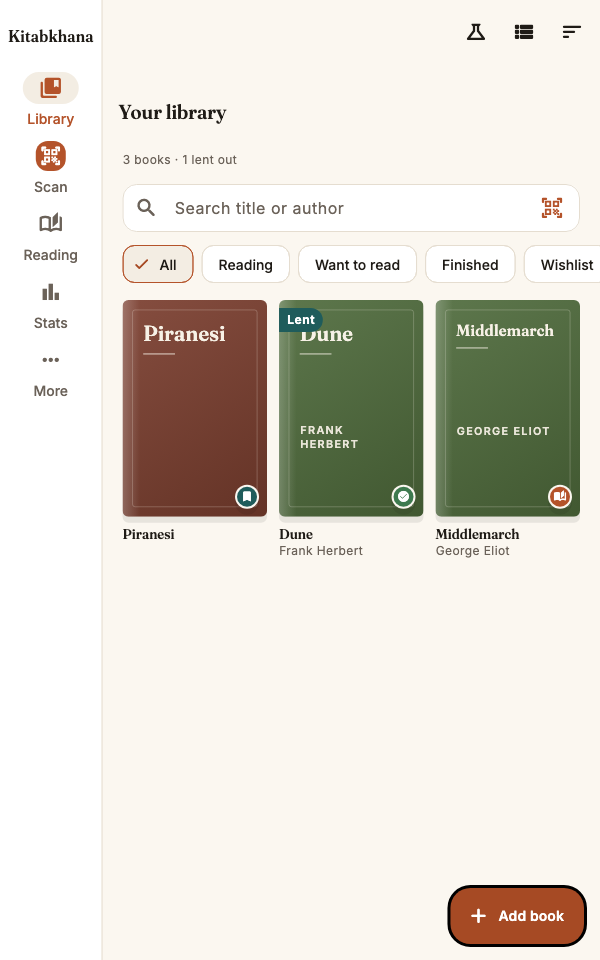 Kitabkhana
Library
Scan
Reading
Stats
More
Your library
3 books · 1 lent out
Search title or author
All
Reading
Want to read
Finished
Wishlist
Piranesi
Lent
Dune
FRANK
HERBERT
Middlemarch
GEORGE ELIOT
Piranesi
Dune
Frank Herbert
Middlemarch
George Eliot
Add book